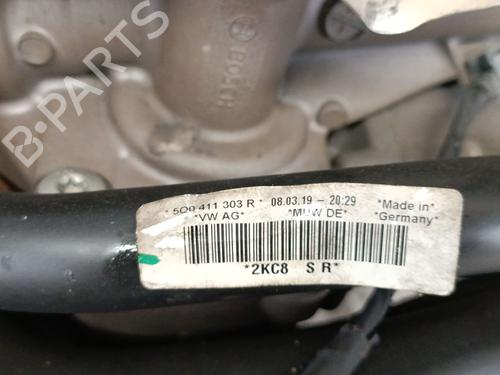 BOSCH
B-PARTS
*5Q0 411 303 R* 08.03.19 - 20:29 *Made in*
*VW AG* *MUW DE* *Germany*
*2KC8 S R*